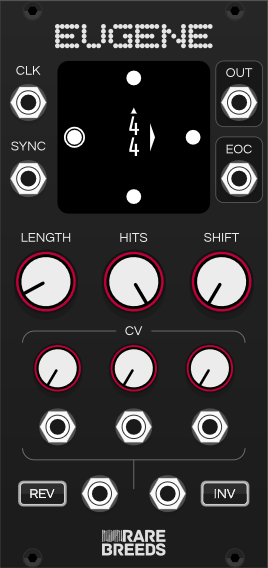 EUGENE
CLK
OUT
SYNC
EOC
4
4
LENGTH HITS SHIFT
CV
REV
INV
RARE
BREEDS